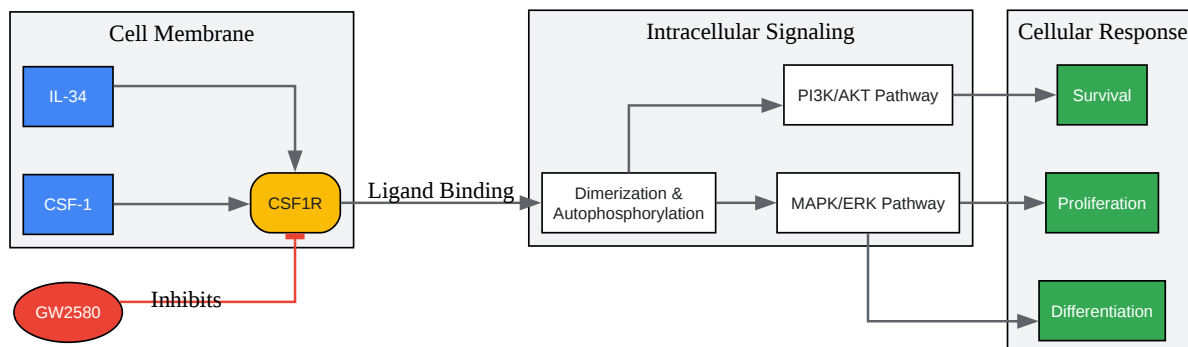 Cell Membrane
IL-34
CSF-1
CSF1R
GW2580
Inhibits
Ligand Binding
Intracellular Signaling
PI3K/AKT Pathway
Dimerization &
Autophosphorylation
MAPK/ERK Pathway
Cellular Response
Survival
Proliferation
Differentiation